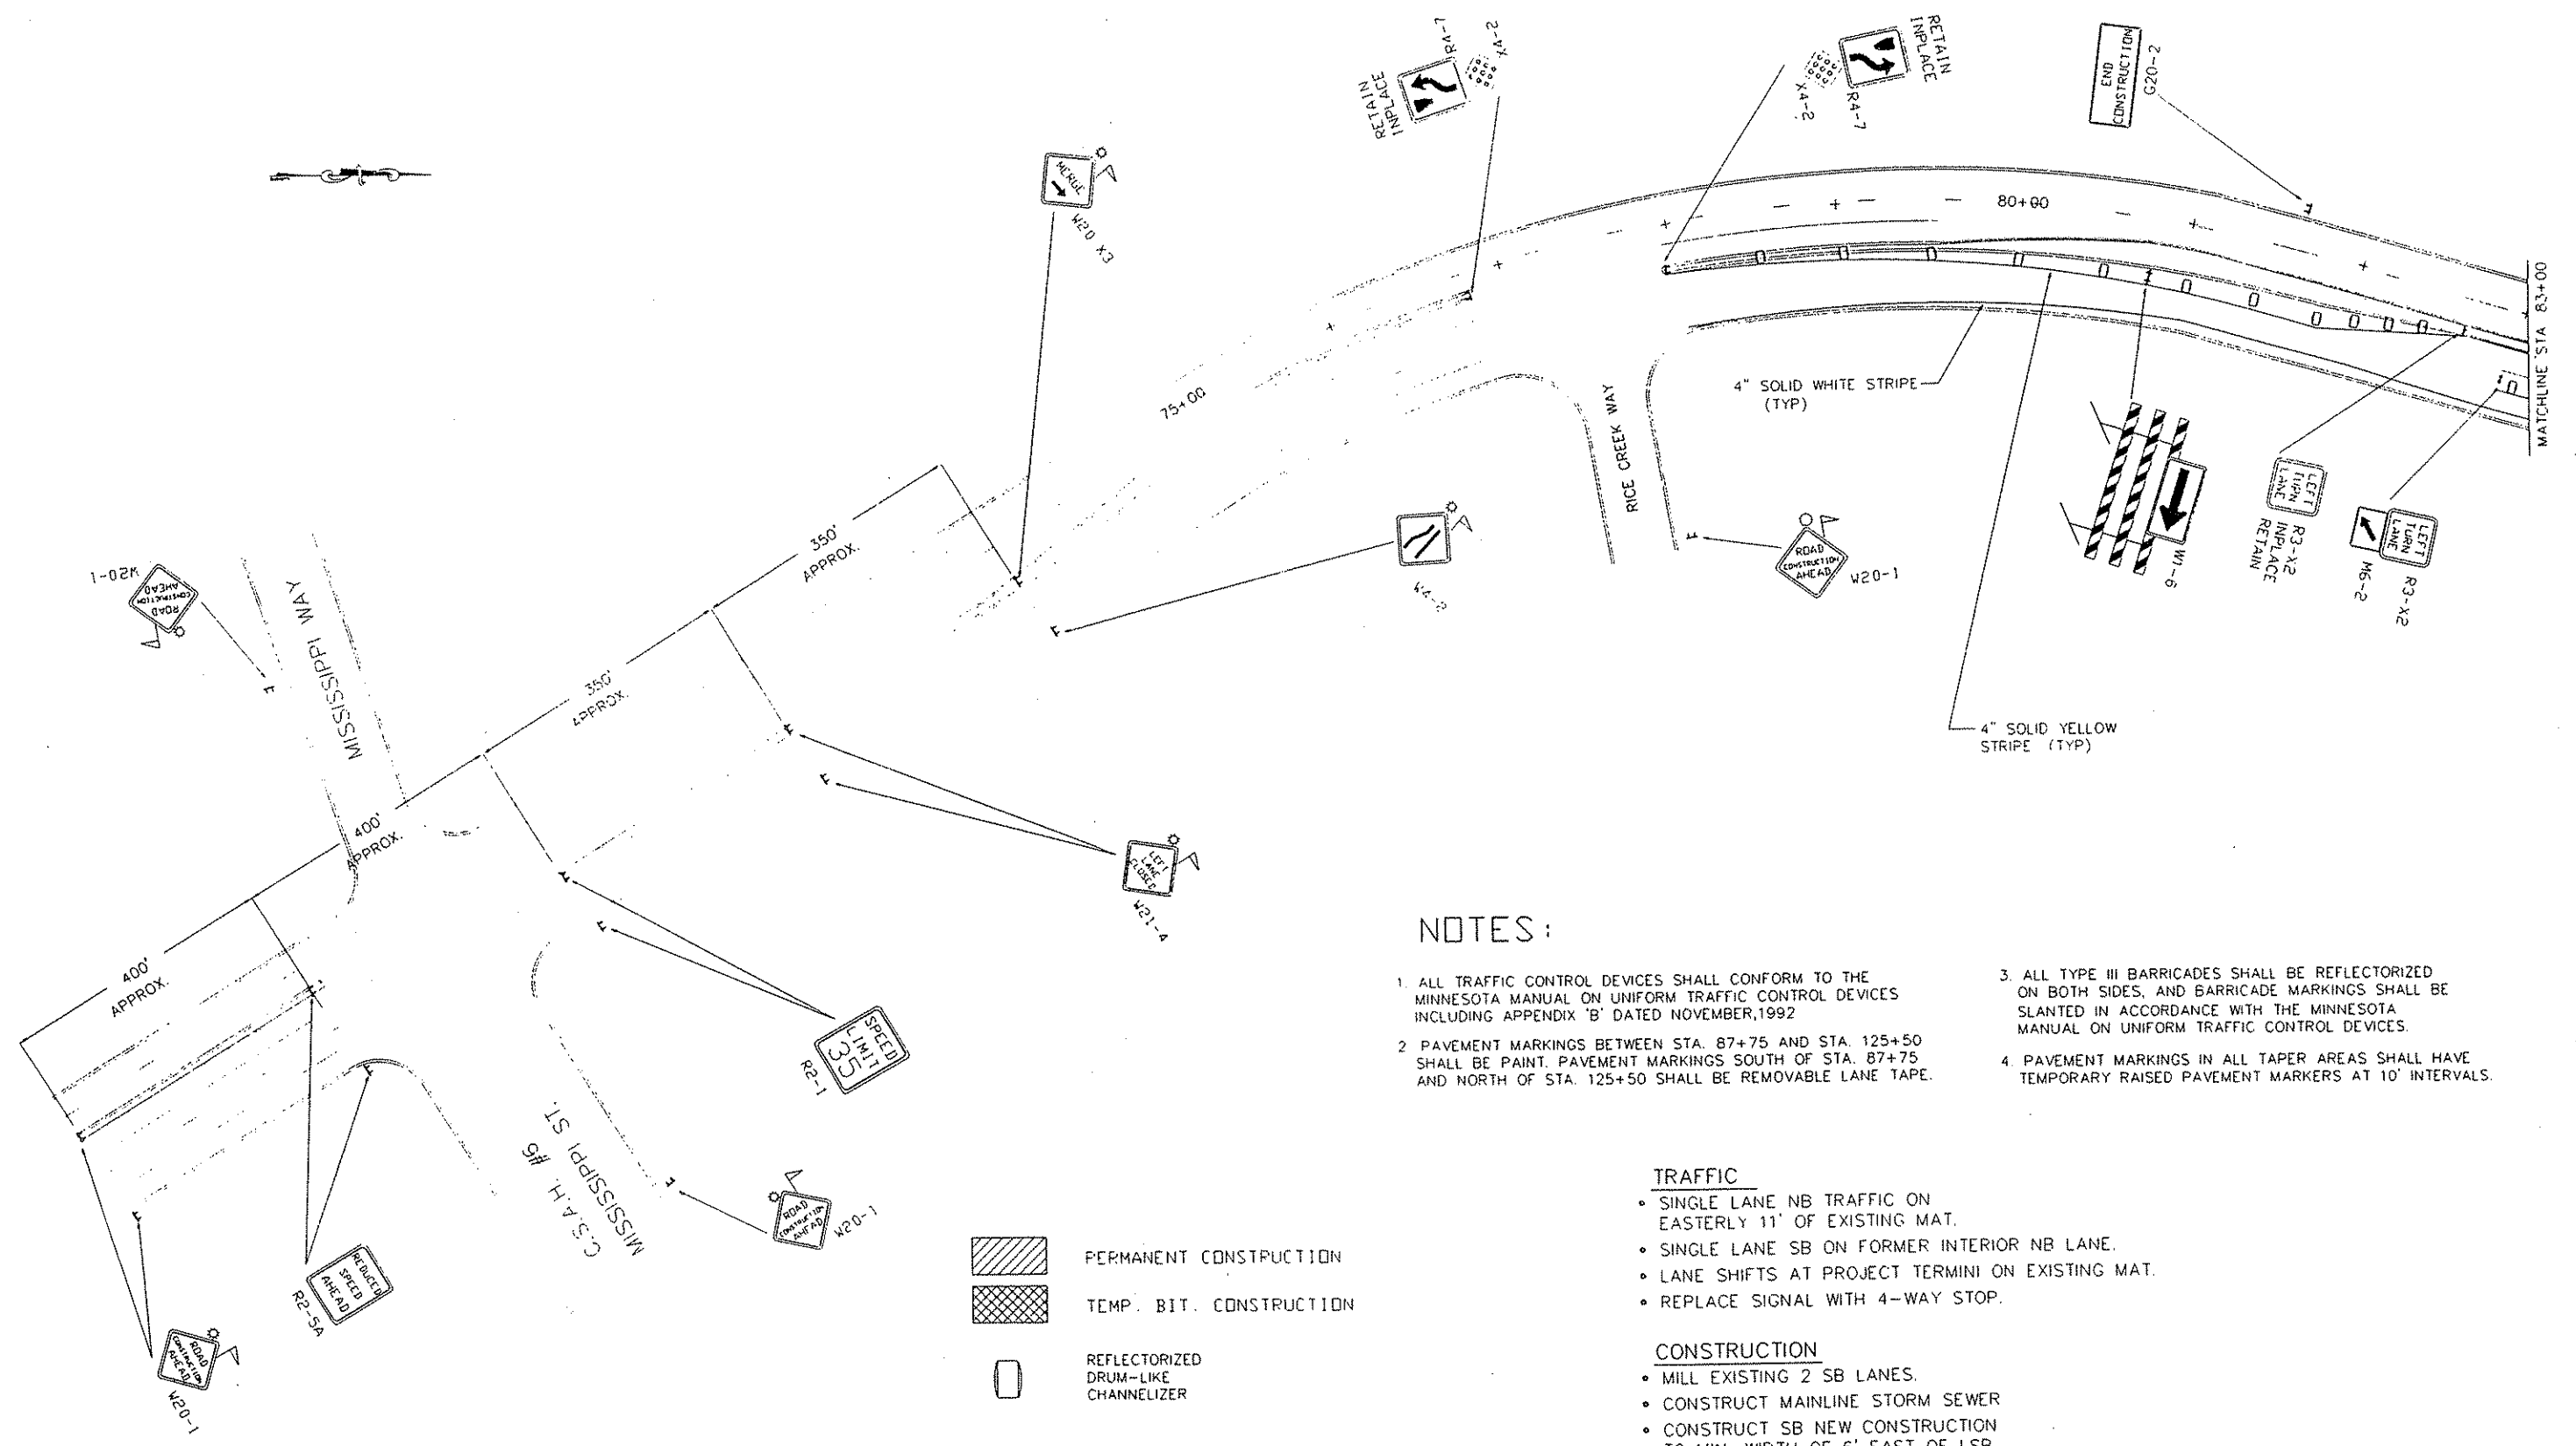 RETAIN
INPLACE
R4-7
X4-2
X4-2
R4-7
RETAIN
INPLACE
END
CONSTRUCTION
G20-2
MERGE
W20 X3
80+00
MATCHLINE STA 83+00
75+00
4" SOLID WHITE STRIPE
(TYP)
RICE CREEK WAY
W4-2
ROAD
CONSTRUCTION
AHEAD
W20-1
W1-6
LEFT
TURN
LANE
R3-X2
INPLACE
RETAIN
LEFT
TURN
LANE
M6-2
R3-X2
4" SOLID YELLOW
STRIPE (TYP)
350'
APPROX.
350'
APPROX.
400'
APPROX.
400'
APPROX.
W20-1
ROAD
CONSTRUCTION
AHEAD
MISSISSIPPI WAY
LEFT
LANE
CLOSED
W21-4
SPEED
LIMIT
35
R2-1
C.S.A.H. #6
MISSISSIPPI ST.
ROAD
CONSTRUCTION
AHEAD
W20-1
REDUCED
SPEED
AHEAD
R2-5A
ROAD
CONSTRUCTION
AHEAD
W20-1
PERMANENT CONSTRUCTION
TEMP. BIT. CONSTRUCTION
REFLECTORIZED
DRUM-LIKE
CHANNELIZER
NOTES:
1. ALL TRAFFIC CONTROL DEVICES SHALL CONFORM TO THE
MINNESOTA MANUAL ON UNIFORM TRAFFIC CONTROL DEVICES
INCLUDING APPENDIX 'B' DATED NOVEMBER,1992
2 PAVEMENT MARKINGS BETWEEN STA. 87+75 AND STA. 125+50
SHALL BE PAINT. PAVEMENT MARKINGS SOUTH OF STA. 87+75
AND NORTH OF STA. 125+50 SHALL BE REMOVABLE LANE TAPE.
3. ALL TYPE III BARRICADES SHALL BE REFLECTORIZED
ON BOTH SIDES, AND BARRICADE MARKINGS SHALL BE
SLANTED IN ACCORDANCE WITH THE MINNESOTA
MANUAL ON UNIFORM TRAFFIC CONTROL DEVICES.
4. PAVEMENT MARKINGS IN ALL TAPER AREAS SHALL HAVE
TEMPORARY RAISED PAVEMENT MARKERS AT 10' INTERVALS.
TRAFFIC
• SINGLE LANE NB TRAFFIC ON
EASTERLY 11' OF EXISTING MAT.
• SINGLE LANE SB ON FORMER INTERIOR NB LANE.
• LANE SHIFTS AT PROJECT TERMINI ON EXISTING MAT.
• REPLACE SIGNAL WITH 4-WAY STOP.
CONSTRUCTION
• MILL EXISTING 2 SB LANES.
• CONSTRUCT MAINLINE STORM SEWER
• CONSTRUCT SB NEW CONSTRUCTION